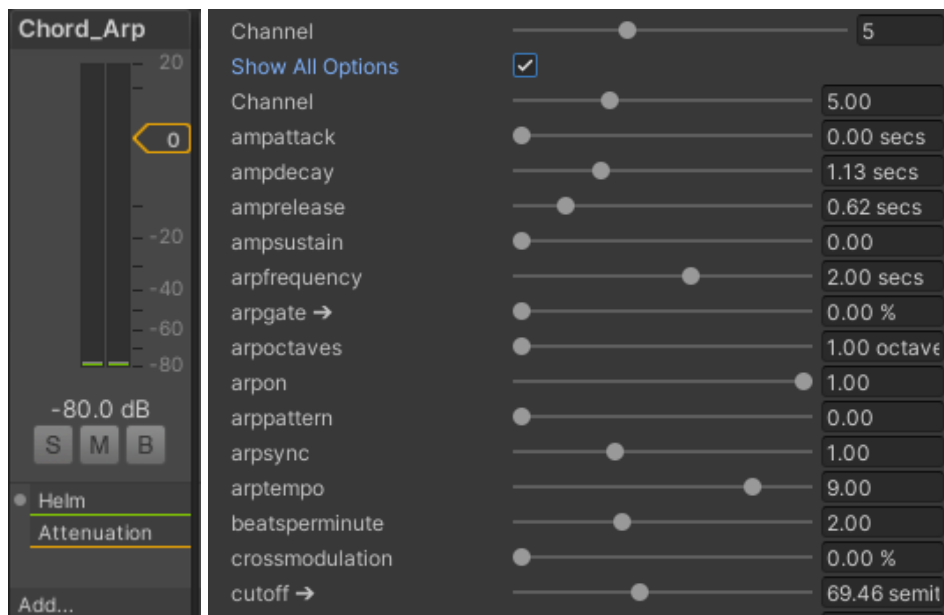 Chord_Arp
20
0
-20
-40
-60
-80
-80.0 dB
S M B
Helm
Attenuation
Add...
Channel 5
Show All Options
Channel 5.00
ampattack 0.00 secs
ampdecay 1.13 secs
amprelease 0.62 secs
ampsustain 0.00
arpfrequency 2.00 secs
arpgate → 0.00 %
arpoctaves 1.00 octave
arpon 1.00
arppattern 0.00
arpsync 1.00
arptempo 9.00
beatsperminute 2.00
crossmodulation 0.00 %
cutoff → 69.46 semit